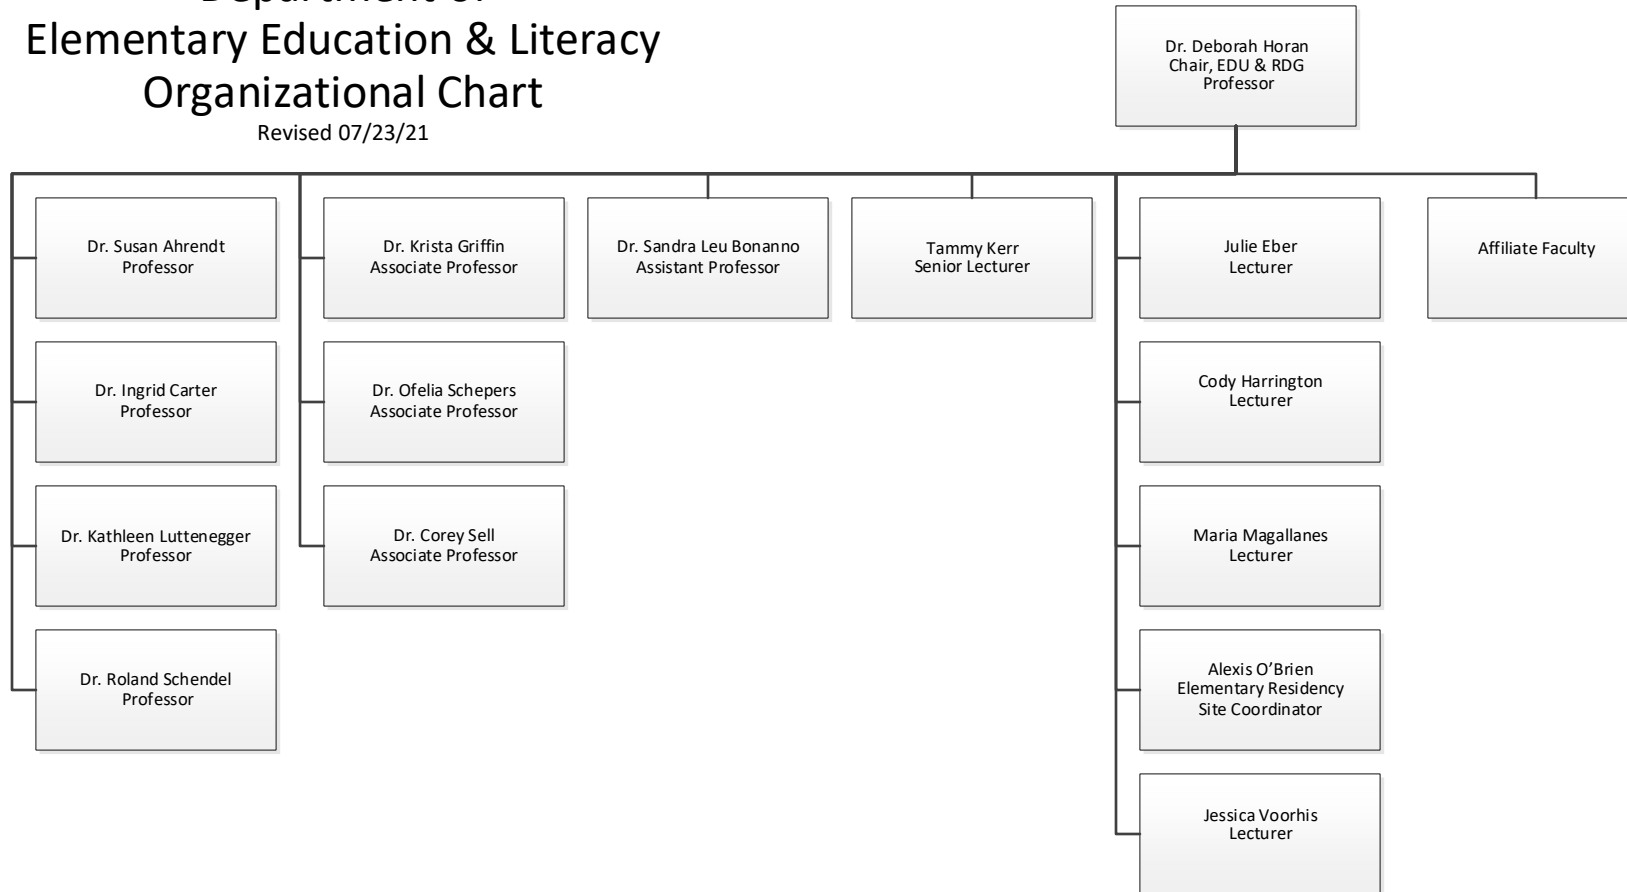 Department of
Elementary Education & Literacy
Organizational Chart
Revised 07/23/21
Dr. Deborah Horan
Chair, EDU & RDG
Professor
Dr. Susan Ahrendt
Professor
Dr. Krista Griffin
Associate Professor
Dr. Sandra Leu Bonanno
Assistant Professor
Tammy Kerr
Senior Lecturer
Julie Eber
Lecturer
Affiliate Faculty
Dr. Ingrid Carter
Professor
Dr. Ofelia Schepers
Associate Professor
Cody Harrington
Lecturer
Dr. Kathleen Luttenegger
Professor
Dr. Corey Sell
Associate Professor
Maria Magallanes
Lecturer
Dr. Roland Schendel
Professor
Alexis O’Brien
Elementary Residency
Site Coordinator
Jessica Voorhis
Lecturer